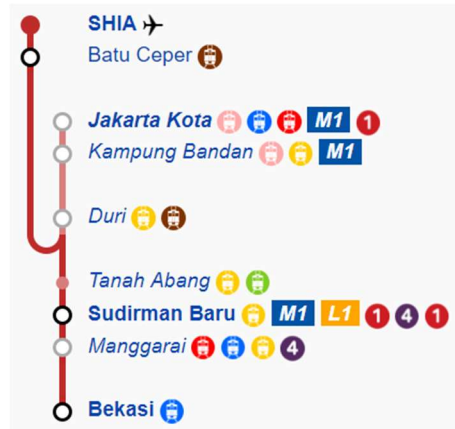 SHIA
Batu Ceper
Jakarta Kota M1 1
Kampung Bandan M1
Duri
Tanah Abang
Sudirman Baru M1 L1 1 4 1
Manggarai 4
Bekasi